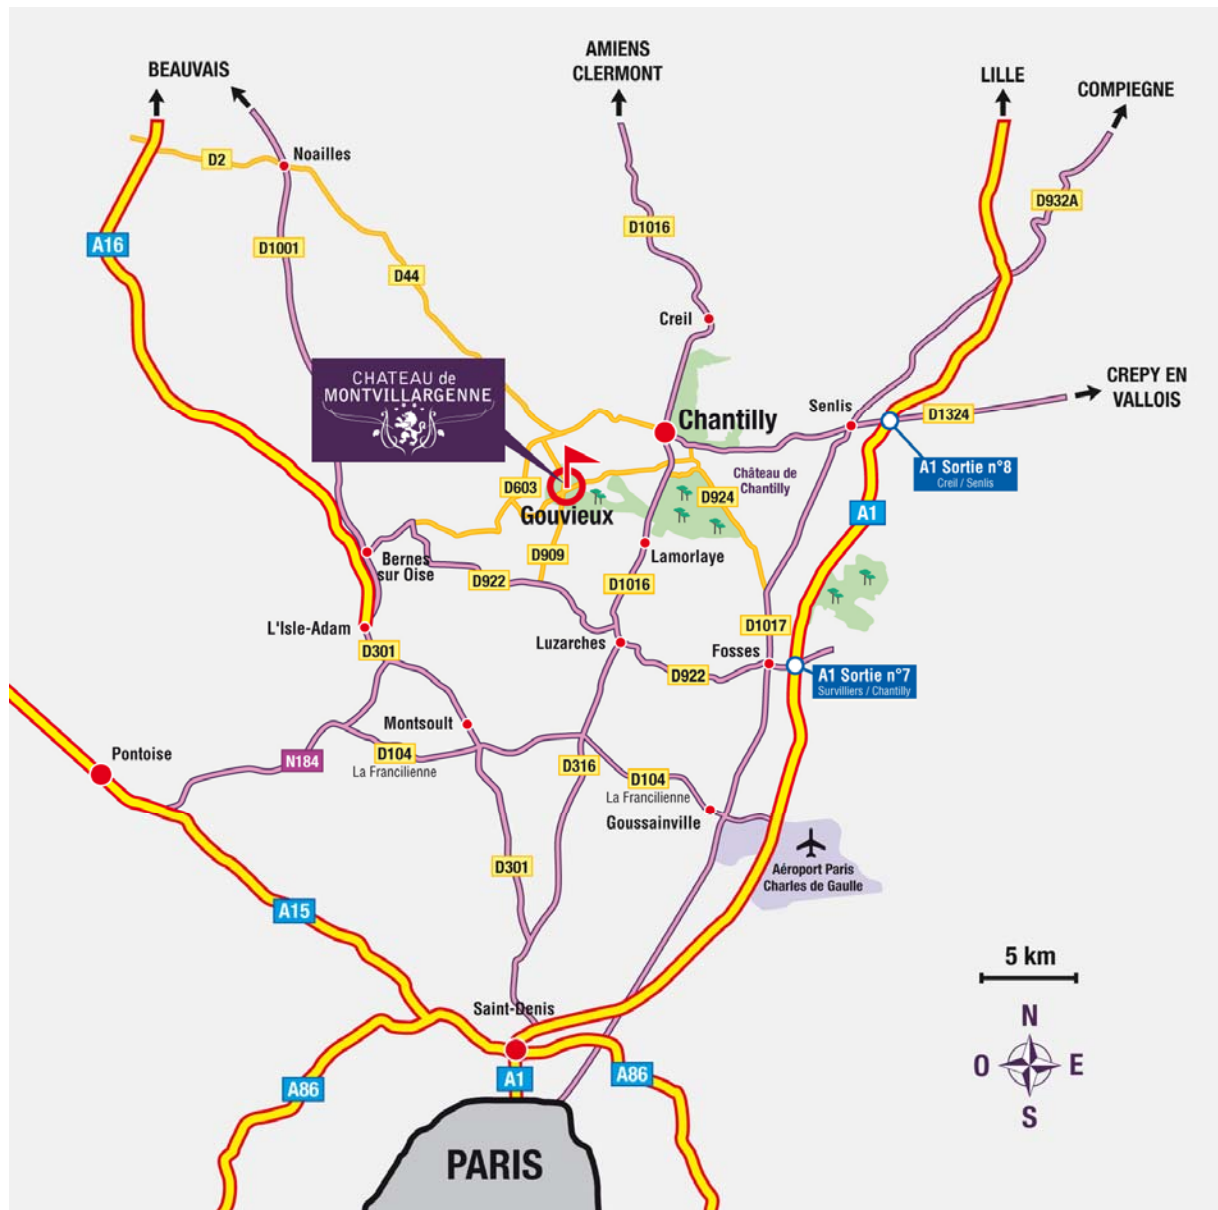 AMIENS
CLERMONT
BEAUVAIS
LILLE
COMPIEGNE
Noailles
D2
D932A
D1016
A16
D1001
D44
Creil
CHATEAU de
MONTVILLARGENNE
CREPY EN
VALLOIS
Senlis
D1324
Chantilly
A1 Sortie n°8
Creil / Senlis
Château de
Chantilly
D603
D924
Gouvieux
A1
D909
Lamorlaye
Bernes
sur Oise
D922
D1016
L'Isle-Adam
D1017
D301
Luzarches
Fosses
D922
A1 Sortie n°7
Survilliers / Chantilly
Montsoult
Pontoise
N184
D104
La Francilienne
D316
D104
La Francilienne
Goussainville
D301
Aéroport Paris
Charles de Gaulle
A15
5 km
Saint-Denis
N
O
E
S
A86
A1
A86
PARIS